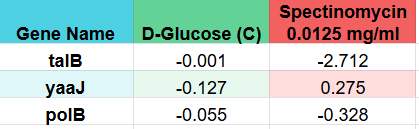 Gene Name D-Glucose (C) Spectinomycin 0.0125 mg/ml
talB -0.001 -2.712
yaaJ -0.127 0.275
polB -0.055 -0.328